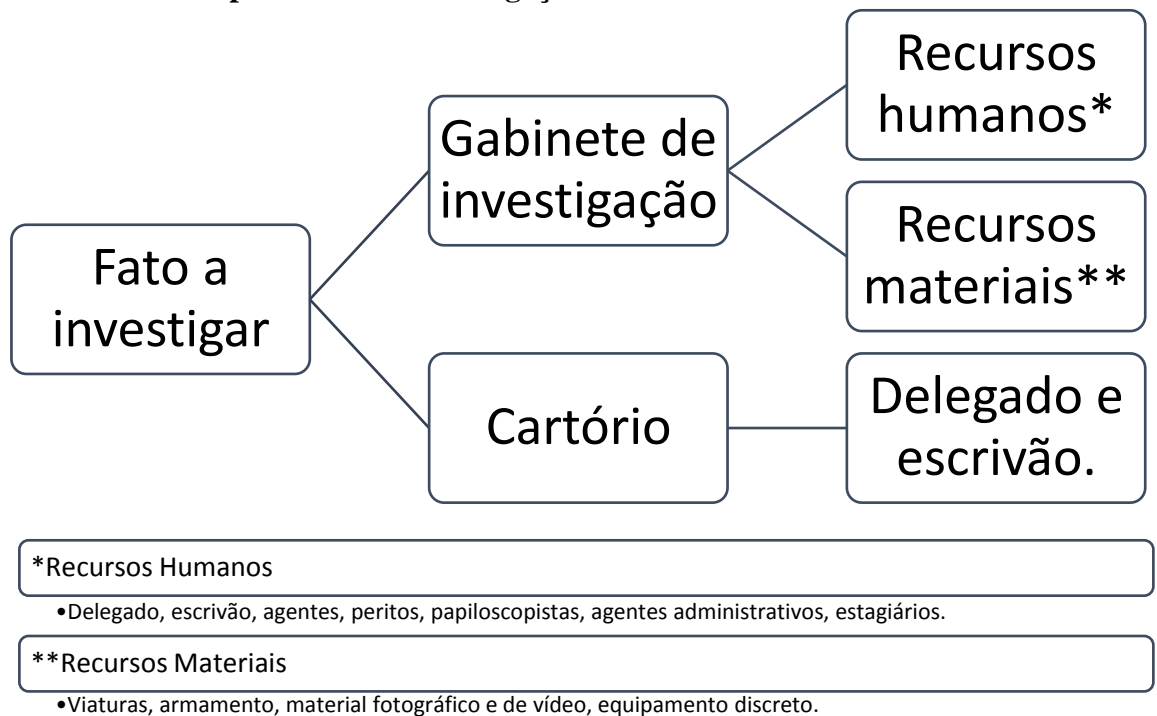 Recursos
humanos*
Gabinete de
investigação
Recursos
materiais**
Fato a
investigar
Cartório
Delegado e
escrivão.
*Recursos Humanos
•Delegado, escrivão, agentes, peritos, papiloscopistas, agentes administrativos, estagiários.
**Recursos Materiais
•Viaturas, armamento, material fotográfico e de vídeo, equipamento discreto.